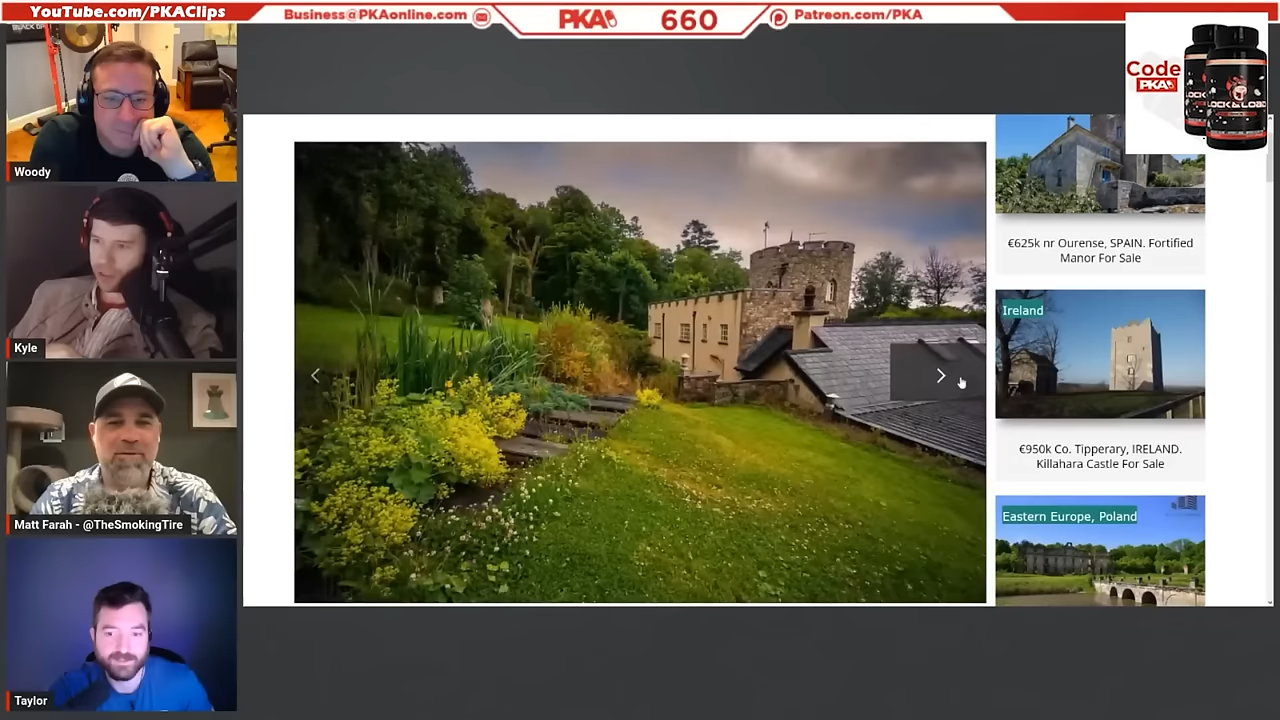 YouTube.com/PKAClips
Business@PKAonline.com
PKA
660
Patreon.com/PKA
Code
PKA
LOCK & LOAD
Woody
Kyle
Matt Farah - @TheSmokingTire
Taylor
€625k nr Ourense, SPAIN. Fortified
Manor For Sale
Ireland
€950k Co. Tipperary, IRELAND.
Killahara Castle For Sale
Eastern Europe, Poland